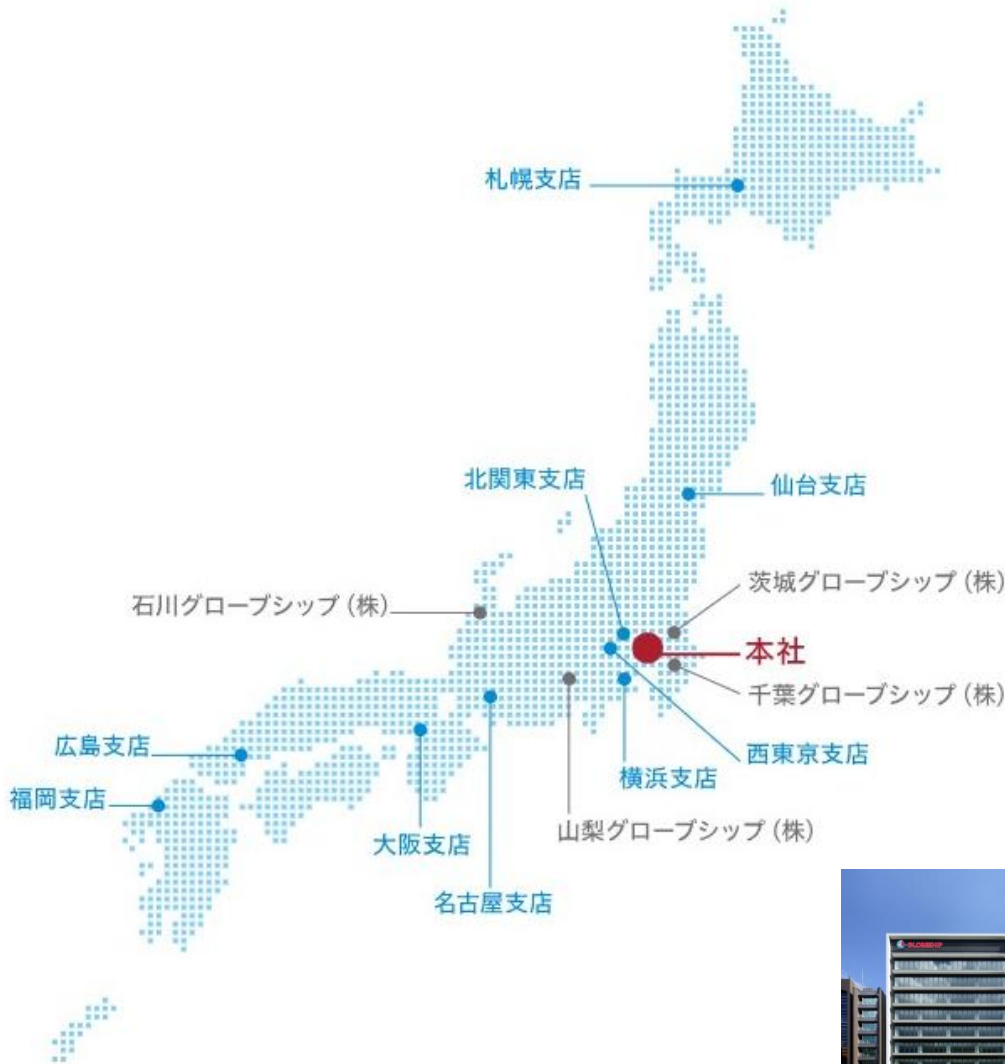 札幌支店
北関東支店
仙台支店
石川グローブシップ (株)
茨城グローブシップ (株)
本社
千葉グローブシップ (株)
広島支店
西東京支店
横浜支店
福岡支店
山梨グローブシップ (株)
大阪支店
名古屋支店
GLOBESHIP